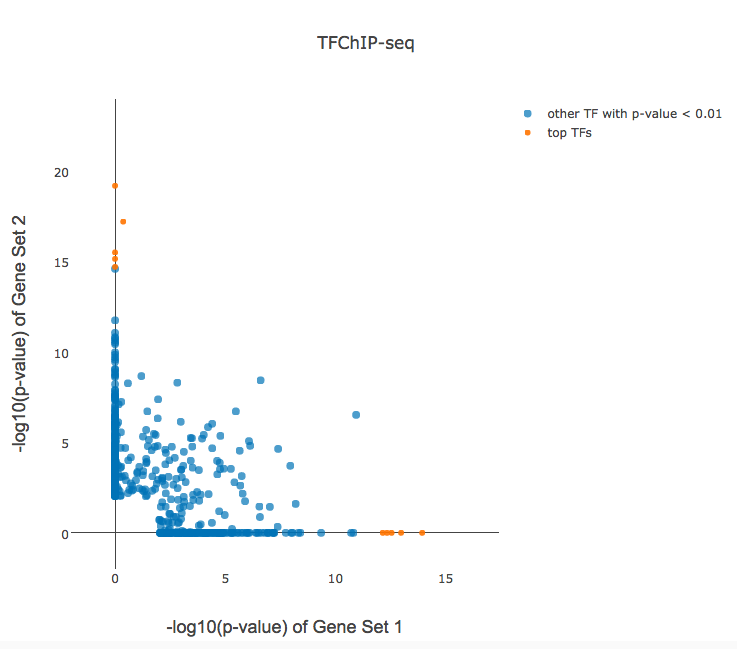 TFChIP-seq
other TF with p-value < 0.01
top TFs
-log10(p-value) of Gene Set 2
20
15
10
5
0
0
5
10
15
-log10(p-value) of Gene Set 1